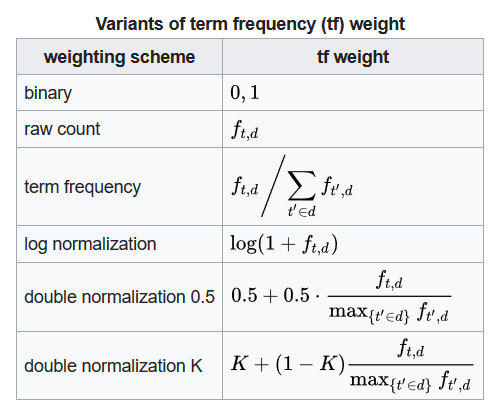 Variants of term frequency (tf) weight
weighting scheme tf weight
binary 0, 1
raw count f_{t,d}
term frequency f_{t,d} / ∑_{t′∈d} f_{t′,d}
log normalization log(1 + f_{t,d})
double normalization 0.5 0.5 + 0.5 · f_{t,d} / max_{{t′∈d}} f_{t′,d}
double normalization K K + (1 − K) f_{t,d} / max_{{t′∈d}} f_{t′,d}